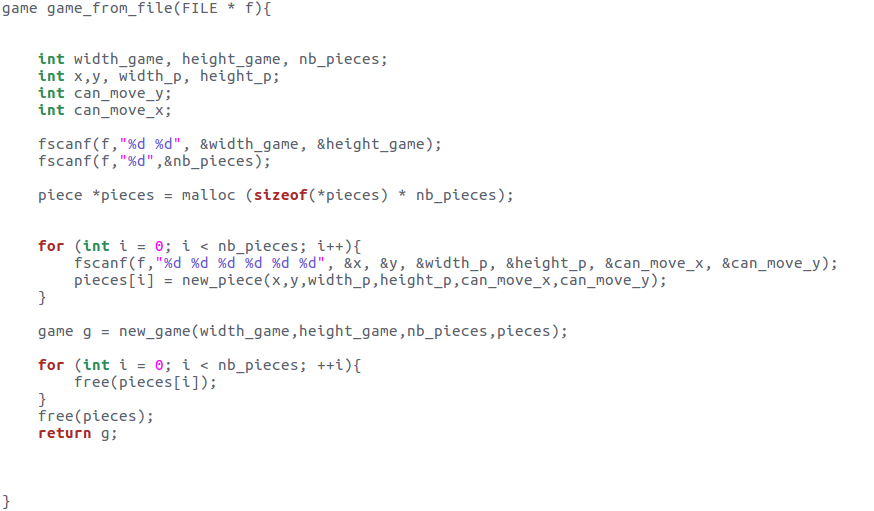 game game_from_file(FILE * f){
int width_game, height_game, nb_pieces;
int x,y, width_p, height_p;
int can_move_y;
int can_move_x;
fscanf(f,"%d %d", &width_game, &height_game);
fscanf(f,"%d",&nb_pieces);
piece *pieces = malloc (sizeof(*pieces) * nb_pieces);
for (int i = 0; i < nb_pieces; i++){
fscanf(f,"%d %d %d %d %d %d", &x, &y, &width_p, &height_p, &can_move_x, &can_move_y);
pieces[i] = new_piece(x,y,width_p,height_p,can_move_x,can_move_y);
}
game g = new_game(width_game,height_game,nb_pieces,pieces);
for (int i = 0; i < nb_pieces; ++i){
free(pieces[i]);
}
free(pieces);
return g;
}